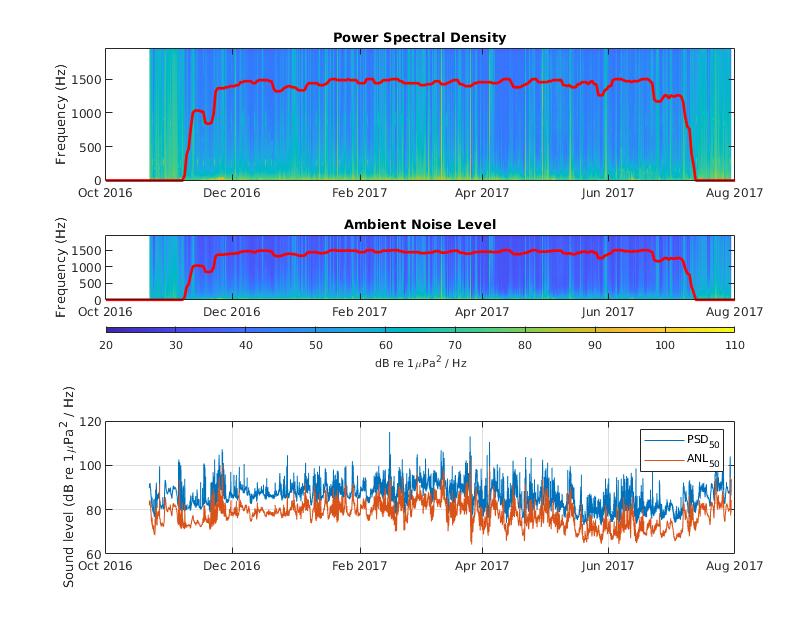 Power Spectral Density
Frequency (Hz)
1500
1000
500
0
Oct 2016 Dec 2016 Feb 2017 Apr 2017 Jun 2017 Aug 2017
Ambient Noise Level
Frequency (Hz)
1500
1000
500
0
Oct 2016 Dec 2016 Feb 2017 Apr 2017 Jun 2017 Aug 2017
20 30 40 50 60 70 80 90 100 110
dB re 1μPa² / Hz
Sound level (dB re 1μPa² / Hz)
120
100
80
60
PSD₅₀
ANL₅₀
Oct 2016 Dec 2016 Feb 2017 Apr 2017 Jun 2017 Aug 2017